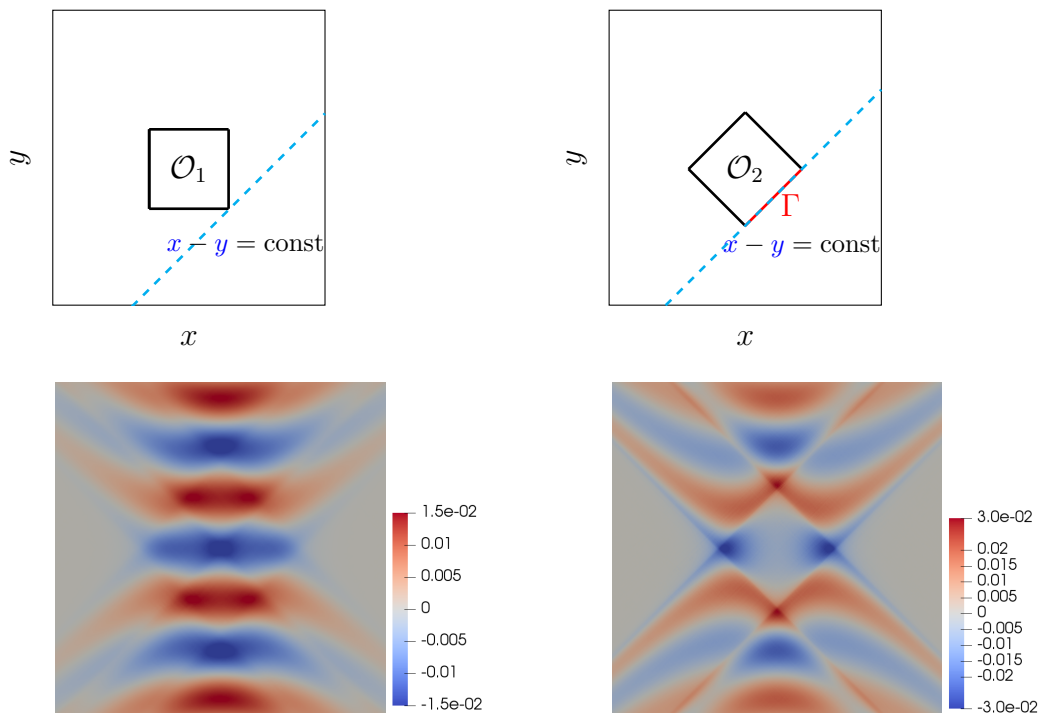 y
𝒪₁
x − y = const
x
y
𝒪₂
Γ
x − y = const
x
1.5e-02
0.01
0.005
0
-0.005
-0.01
-1.5e-02
3.0e-02
0.02
0.015
0.01
0.005
0
-0.005
-0.01
-0.015
-0.02
-3.0e-02